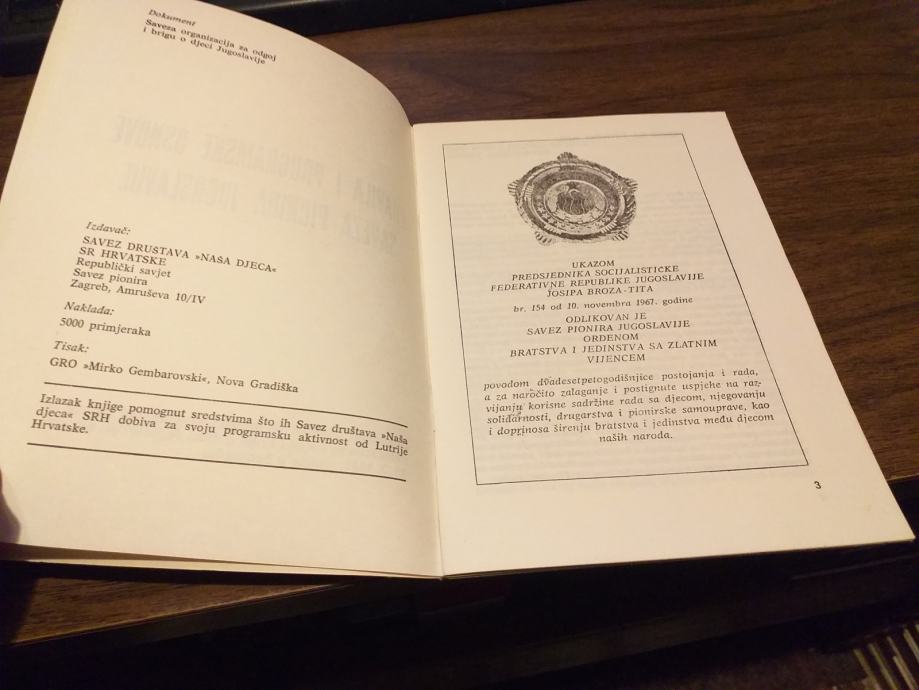 Dokument
Saveza organizacija za odgoj
i brigu o djeci Jugoslavije
Izdavač:
SAVEZ DRUŠTAVA »NAŠA DJECA«
SR HRVATSKE
Republički savjet
Savez pionira
Zagreb, Amruševa 10/IV
Naklada:
5000 primjeraka
Tisak:
GRO »Mirko Gembarovski«, Nova Gradiška
Izlazak knjige pomognut sredstvima što ih Savez društava »Naša
djeca« SRH dobiva za svoju programsku aktivnost od Lutrije
Hrvatske.
UKAZOM
PREDSJEDNIKA SOCIJALISTIČKE
FEDERATIVNE REPUBLIKE JUGOSLAVIJE
JOSIPA BROZA-TITA
br. 154 od 10. novembra 1967. godine
ODLIKOVAN JE
SAVEZ PIONIRA JUGOSLAVIJE
ORDENOM
BRATSTVA I JEDINSTVA SA ZLATNIM
VIJENCEM
povodom dvadesetpetogodišnjice postojanja i rada,
a za naročito zalaganje i postignute uspjehe na raz-
vijanju korisne sadržine rada sa djecom, njegovanju
solidarnosti, drugarstva i pionirske samouprave, kao
i doprinosa širenju bratstva i jedinstva među djecom
naših naroda.
3